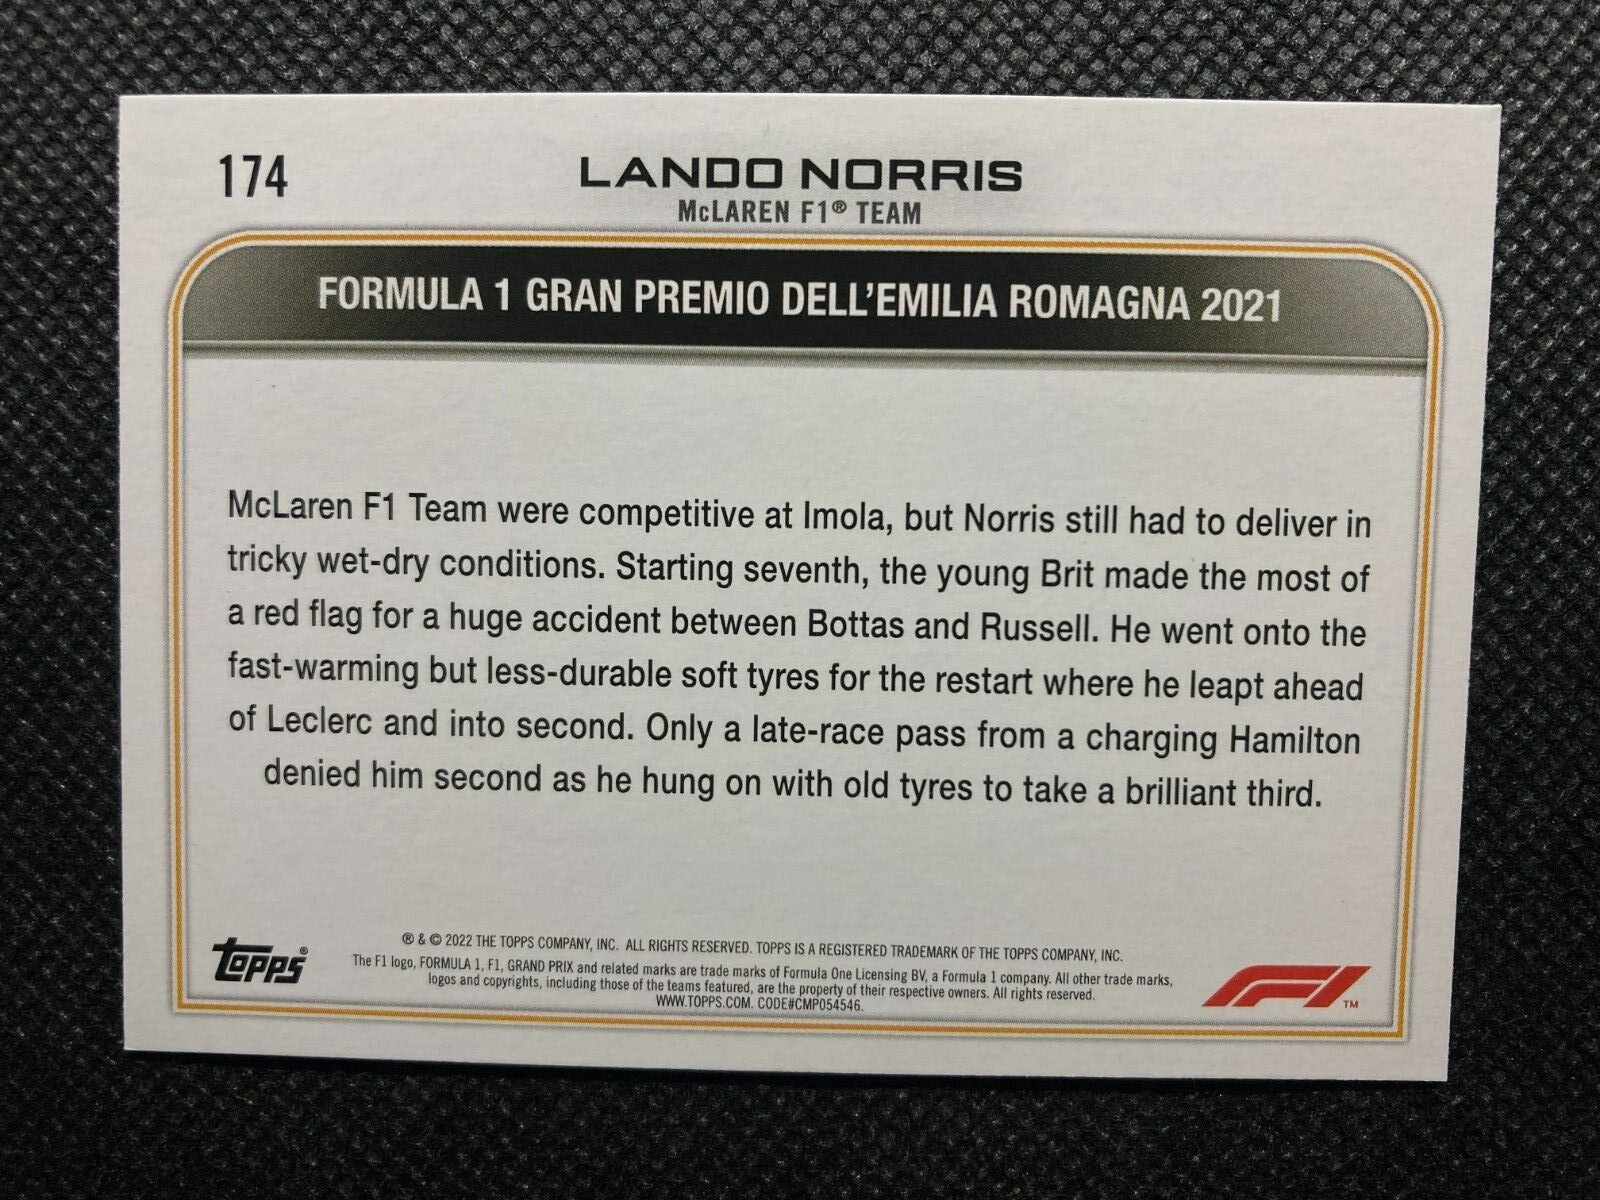 174
LANDO NORRIS
McLAREN F1® TEAM
FORMULA 1 GRAN PREMIO DELL'EMILIA ROMAGNA 2021
McLaren F1 Team were competitive at Imola, but Norris still had to deliver in
tricky wet-dry conditions. Starting seventh, the young Brit made the most of
a red flag for a huge accident between Bottas and Russell. He went onto the
fast-warming but less-durable soft tyres for the restart where he leapt ahead
of Leclerc and into second. Only a late-race pass from a charging Hamilton
denied him second as he hung on with old tyres to take a brilliant third.
Topps®
® & © 2022 THE TOPPS COMPANY, INC. ALL RIGHTS RESERVED. TOPPS IS A REGISTERED TRADEMARK OF THE TOPPS COMPANY, INC.
The F1 logo, FORMULA 1, F1, GRAND PRIX and related marks are trade marks of Formula One Licensing BV, a Formula 1 company. All other trade marks,
logos and copyrights, including those of the teams featured, are the property of their respective owners. All rights reserved.
WWW.TOPPS.COM. CODE#CMP054546.
F1™